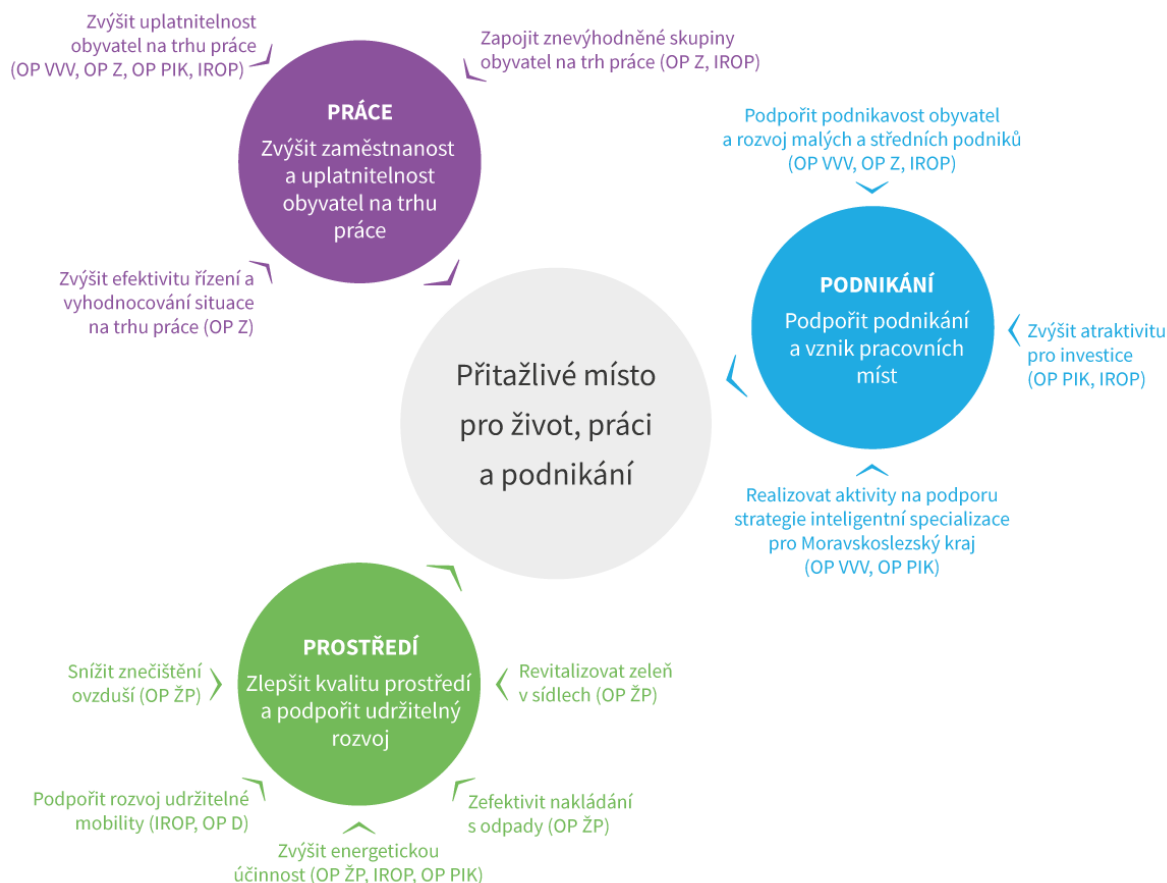 Zvýšit uplatnitelnost
obyvatel na trhu práce
(OP VVV, OP Z, OP PIK, IROP)
Zapojit znevýhodněné skupiny
obyvatel na trh práce (OP Z, IROP)
PRÁCE
Zvýšit zaměstnanost
a uplatnitelnost
obyvatel na trhu
práce
Zvýšit efektivitu řízení a
vyhodnocování situace
na trhu práce (OP Z)
Podpořit podnikavost obyvatel
a rozvoj malých a středních podniků
(OP VVV, OP Z, IROP)
PODNIKÁNÍ
Podpořit podnikání
a vznik pracovních
míst
Zvýšit atraktivitu
pro investice
(OP PIK, IROP)
Realizovat aktivity na podporu
strategie inteligentní specializace
pro Moravskoslezský kraj
(OP VVV, OP PIK)
Přitažlivé místo
pro život, práci
a podnikání
PROSTŘEDÍ
Zlepšit kvalitu prostředí
a podpořit udržitelný
rozvoj
Snížit znečištění
ovzduší (OP ŽP)
Revitalizovat zeleň
v sídlech (OP ŽP)
Podpořit rozvoj udržitelné
mobility (IROP, OP D)
Zefektivit nakládání
s odpady (OP ŽP)
Zvýšit energetickou
účinnost (OP ŽP, IROP, OP PIK)